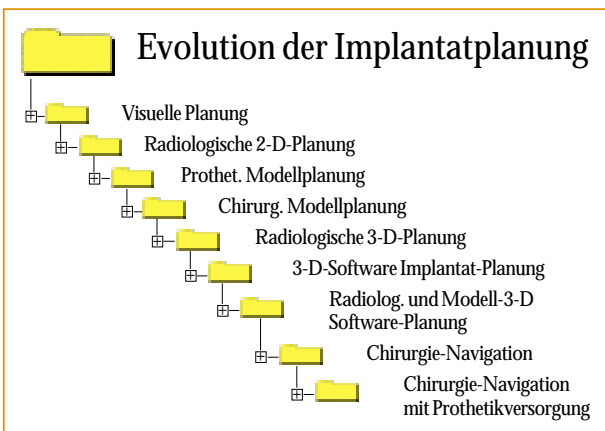 Evolution der Implantatplanung
Visuelle Planung
Radiologische 2-D-Planung
Prothet. Modellplanung
Chirurg. Modellplanung
Radiologische 3-D-Planung
3-D-Software Implantat-Planung
Radiolog. und Modell-3-D
Software-Planung
Chirurgie-Navigation
Chirurgie-Navigation
mit Prothetikversorgung